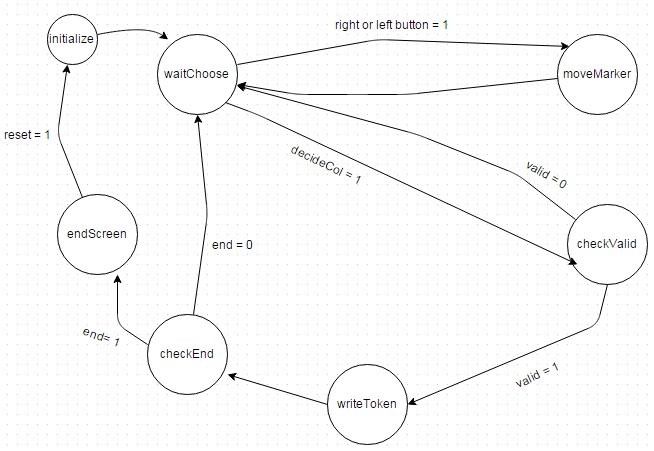 right or left button = 1
initialize
waitChoose
moveMarker
reset = 1
decideCol = 1
valid = 0
endScreen
end = 0
checkValid
end= 1
checkEnd
valid = 1
writeToken